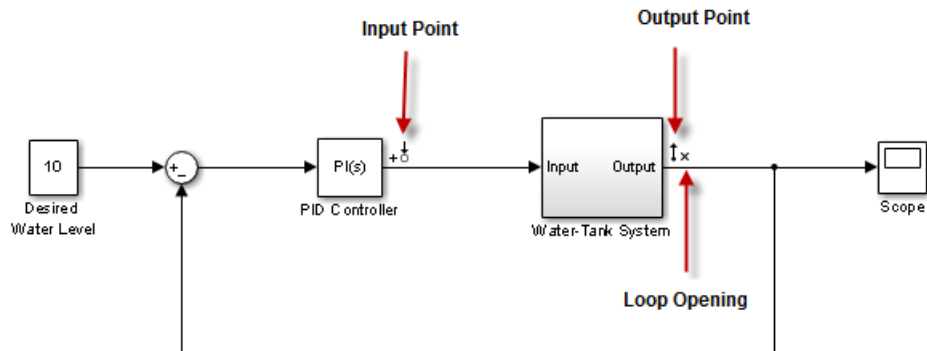 Output Point
Input Point
10
+
−
PI(s)
+
Input
Output
x
Desired
Water Level
PID Controller
Water-Tank System
Scope
Loop Opening